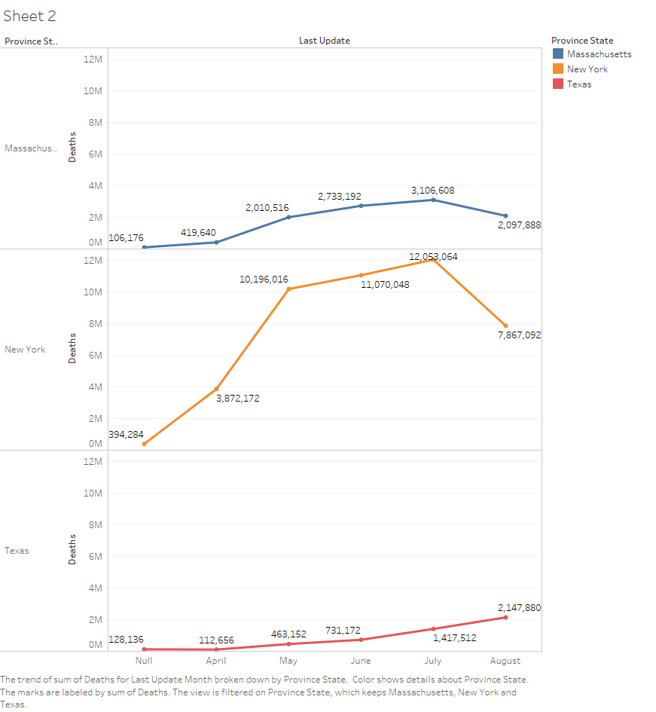 Sheet 2
Province St.. Last Update Province State
Massachusetts
New York
Texas
Massachus.. Deaths
12M
10M
8M
6M
4M
2M
0M
106,176
419,640
2,010,516
2,733,192
3,106,608
2,097,888
New York Deaths
12M
10M
8M
6M
4M
2M
0M
394,284
3,872,172
10,196,016
11,070,048
12,053,064
7,867,092
Texas Deaths
12M
10M
8M
6M
4M
2M
0M
128,136
112,656
463,152
731,172
1,417,512
2,147,880
Null April May June July August
The trend of sum of Deaths for Last Update Month broken down by Province State. Color shows details about Province State.
The marks are labeled by sum of Deaths. The view is filtered on Province State, which keeps Massachusetts, New York and
Texas.